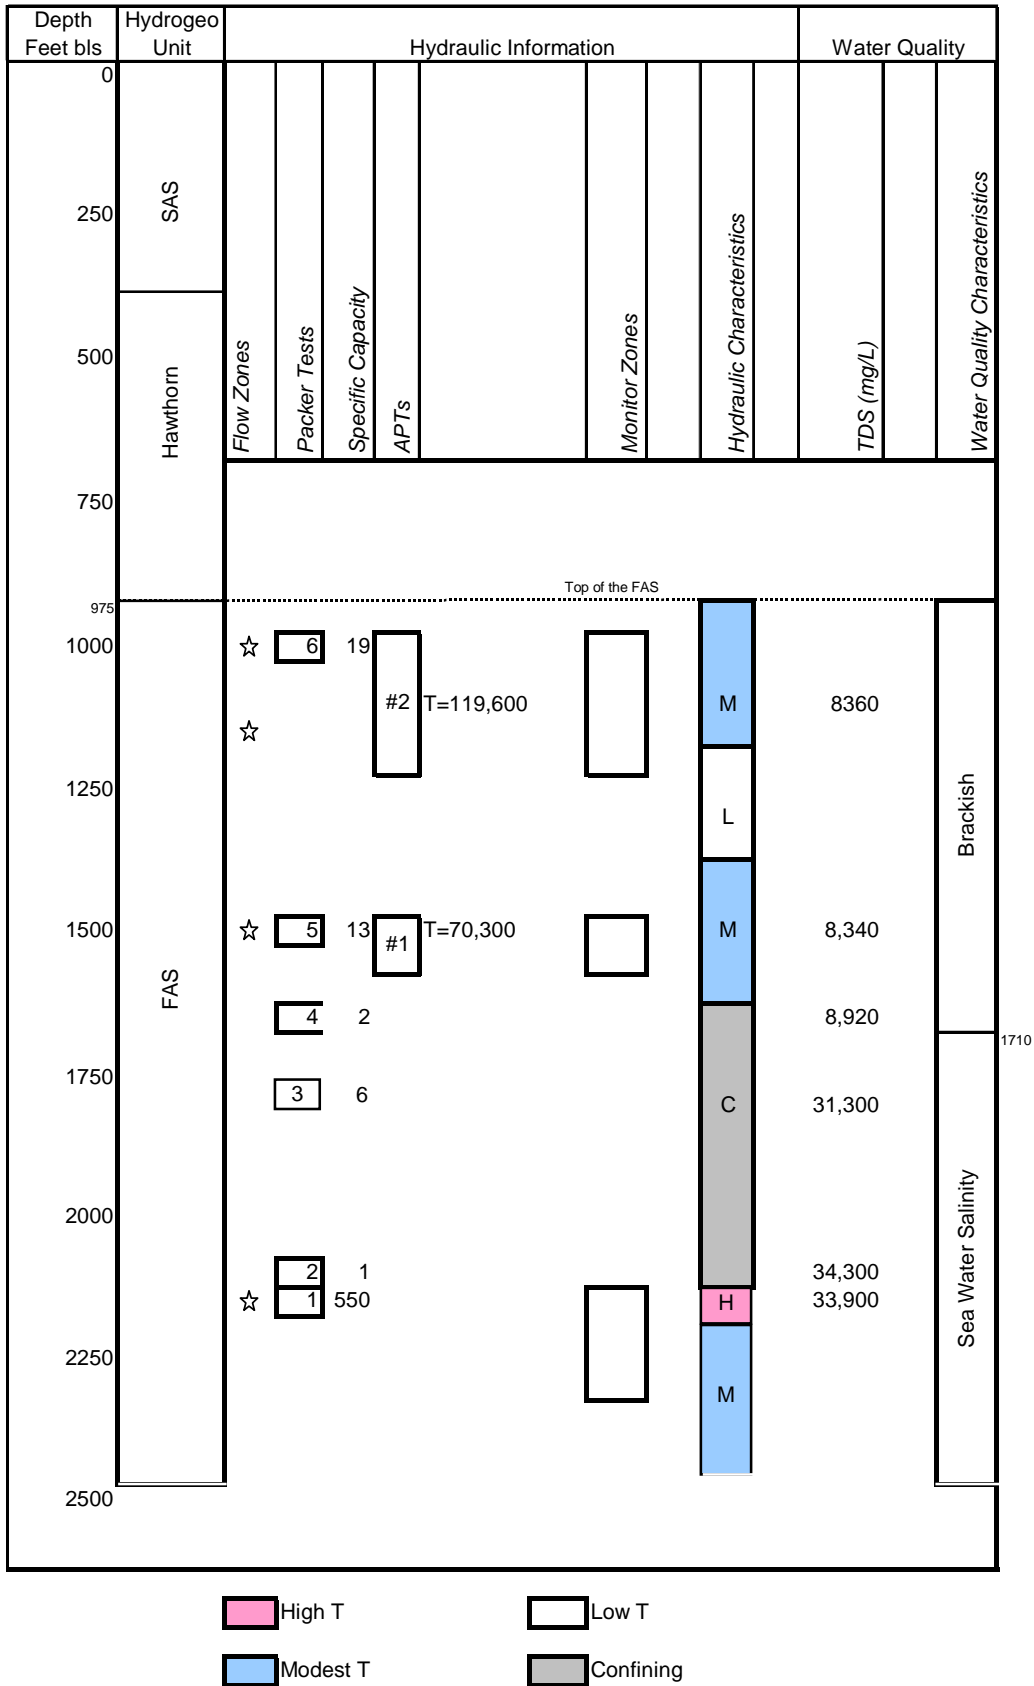 Depth Hydrogeo
Feet bls Unit Hydraulic Information Water Quality
0
SAS
250
Hawthorn
500
750
Flow Zones
Packer Tests
Specific Capacity
APTs
Monitor Zones
Hydraulic Characteristics
TDS (mg/L)
Water Quality Characteristics
Top of the FAS
975
1000 6 19
#2 T=119,600 M 8360
1250
L
Brackish
1500 5 13 #1 T=70,300 M 8,340
FAS
4 2 8,920
1710
1750
3 6 C 31,300
2000
Sea Water Salinity
2 1 34,300
1 550 H 33,900
2250
M
2500
High T Low T
Modest T Confining